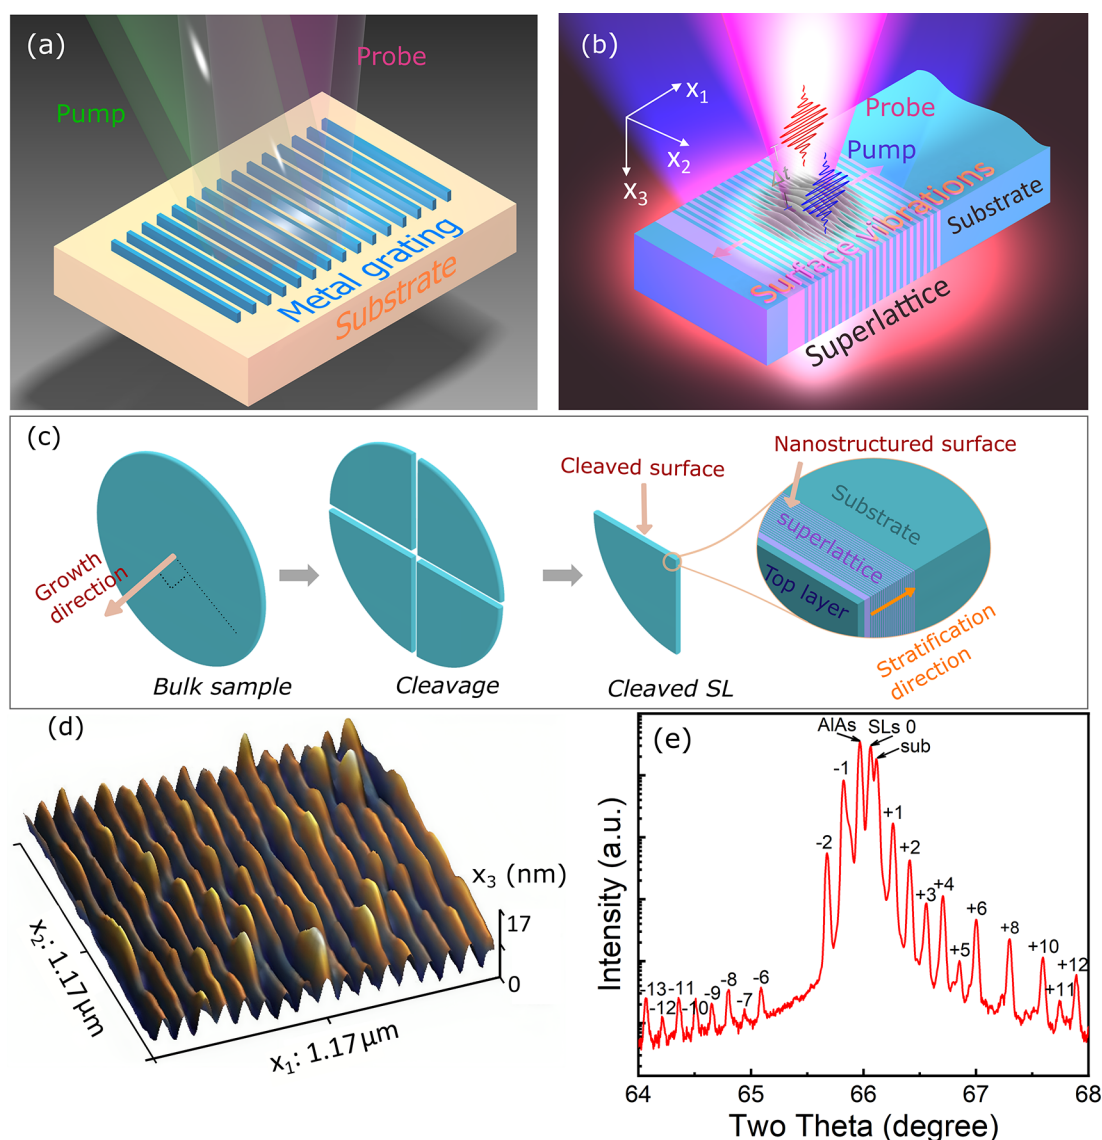 (a)
Probe
Pump
Metal grating
Substrate
(b)
x₁
x₂
x₃
Probe
Pump
Δt
Surface vibrations
Substrate
Superlattice
(c)
Growth
direction
Bulk sample
Cleavage
Cleaved surface
Cleaved SL
Nanostructured surface
Substrate
superlattice
Top layer
Stratification
direction
(d)
x₃ (nm)
17
0
x₂: 1.17μm
x₁: 1.17μm
(e)
AlAs
SLs 0
sub
-1
-2
+1
+2
+3
+4
+5
+6
+8
+10
+11
+12
-13
-12
-11
-10
-9
-8
-7
-6
Intensity (a.u.)
64 65 66 67 68
Two Theta (degree)